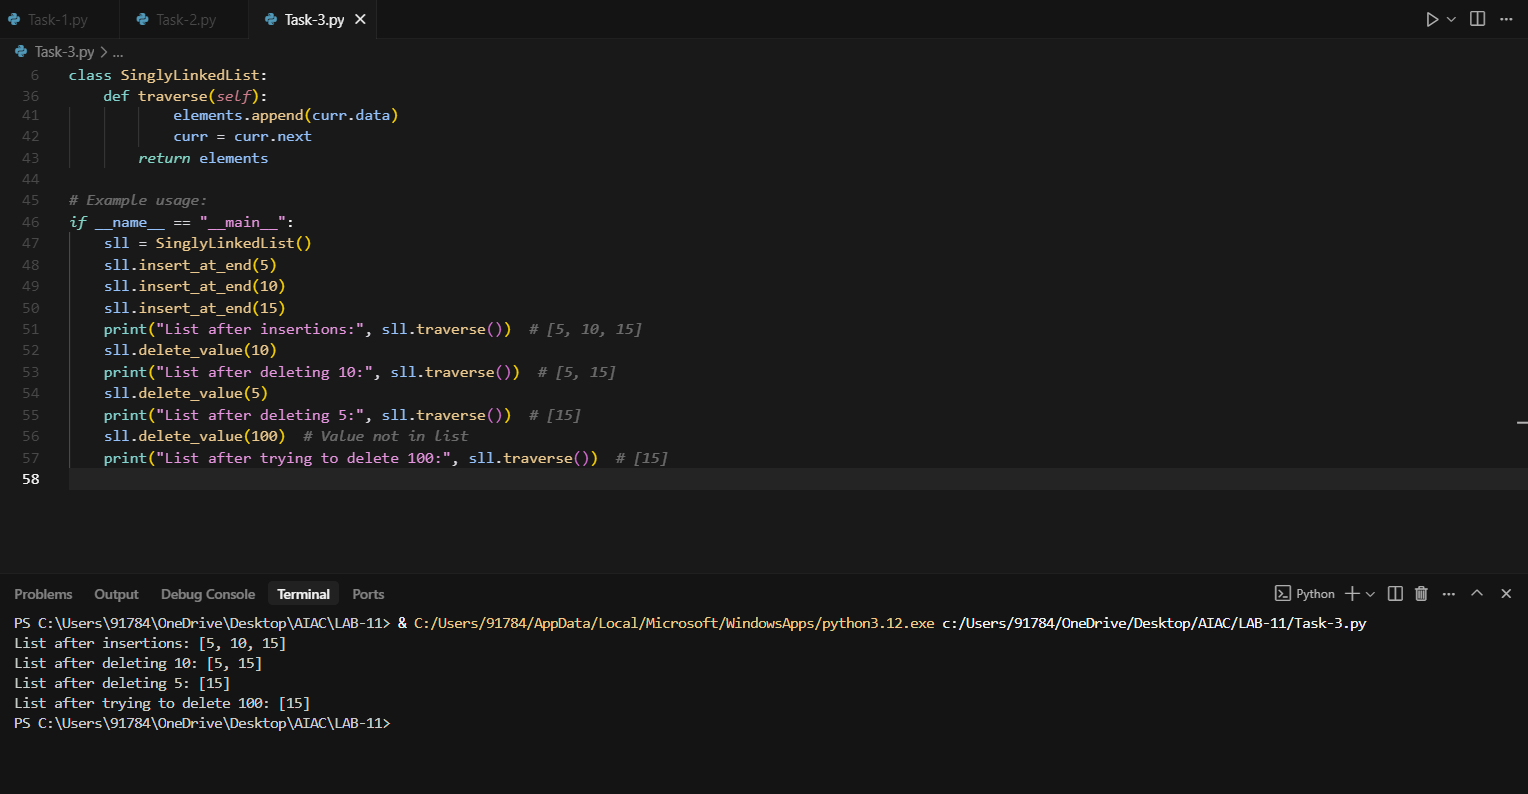 Task-1.py Task-2.py Task-3.py
Task-3.py > ...
6 class SinglyLinkedList:
36     def traverse(self):
41             elements.append(curr.data)
42             curr = curr.next
43         return elements
44
45 # Example usage:
46 if __name__ == "__main__":
47     sll = SinglyLinkedList()
48     sll.insert_at_end(5)
49     sll.insert_at_end(10)
50     sll.insert_at_end(15)
51     print("List after insertions:", sll.traverse())  # [5, 10, 15]
52     sll.delete_value(10)
53     print("List after deleting 10:", sll.traverse())  # [5, 15]
54     sll.delete_value(5)
55     print("List after deleting 5:", sll.traverse())  # [15]
56     sll.delete_value(100)  # Value not in list
57     print("List after trying to delete 100:", sll.traverse())  # [15]
58
Problems Output Debug Console Terminal Ports Python
PS C:\Users\91784\OneDrive\Desktop\AIAC\LAB-11> & C:/Users/91784/AppData/Local/Microsoft/WindowsApps/python3.12.exe c:/Users/91784/OneDrive/Desktop/AIAC/LAB-11/Task-3.py
List after insertions: [5, 10, 15]
List after deleting 10: [5, 15]
List after deleting 5: [15]
List after trying to delete 100: [15]
PS C:\Users\91784\OneDrive\Desktop\AIAC\LAB-11>